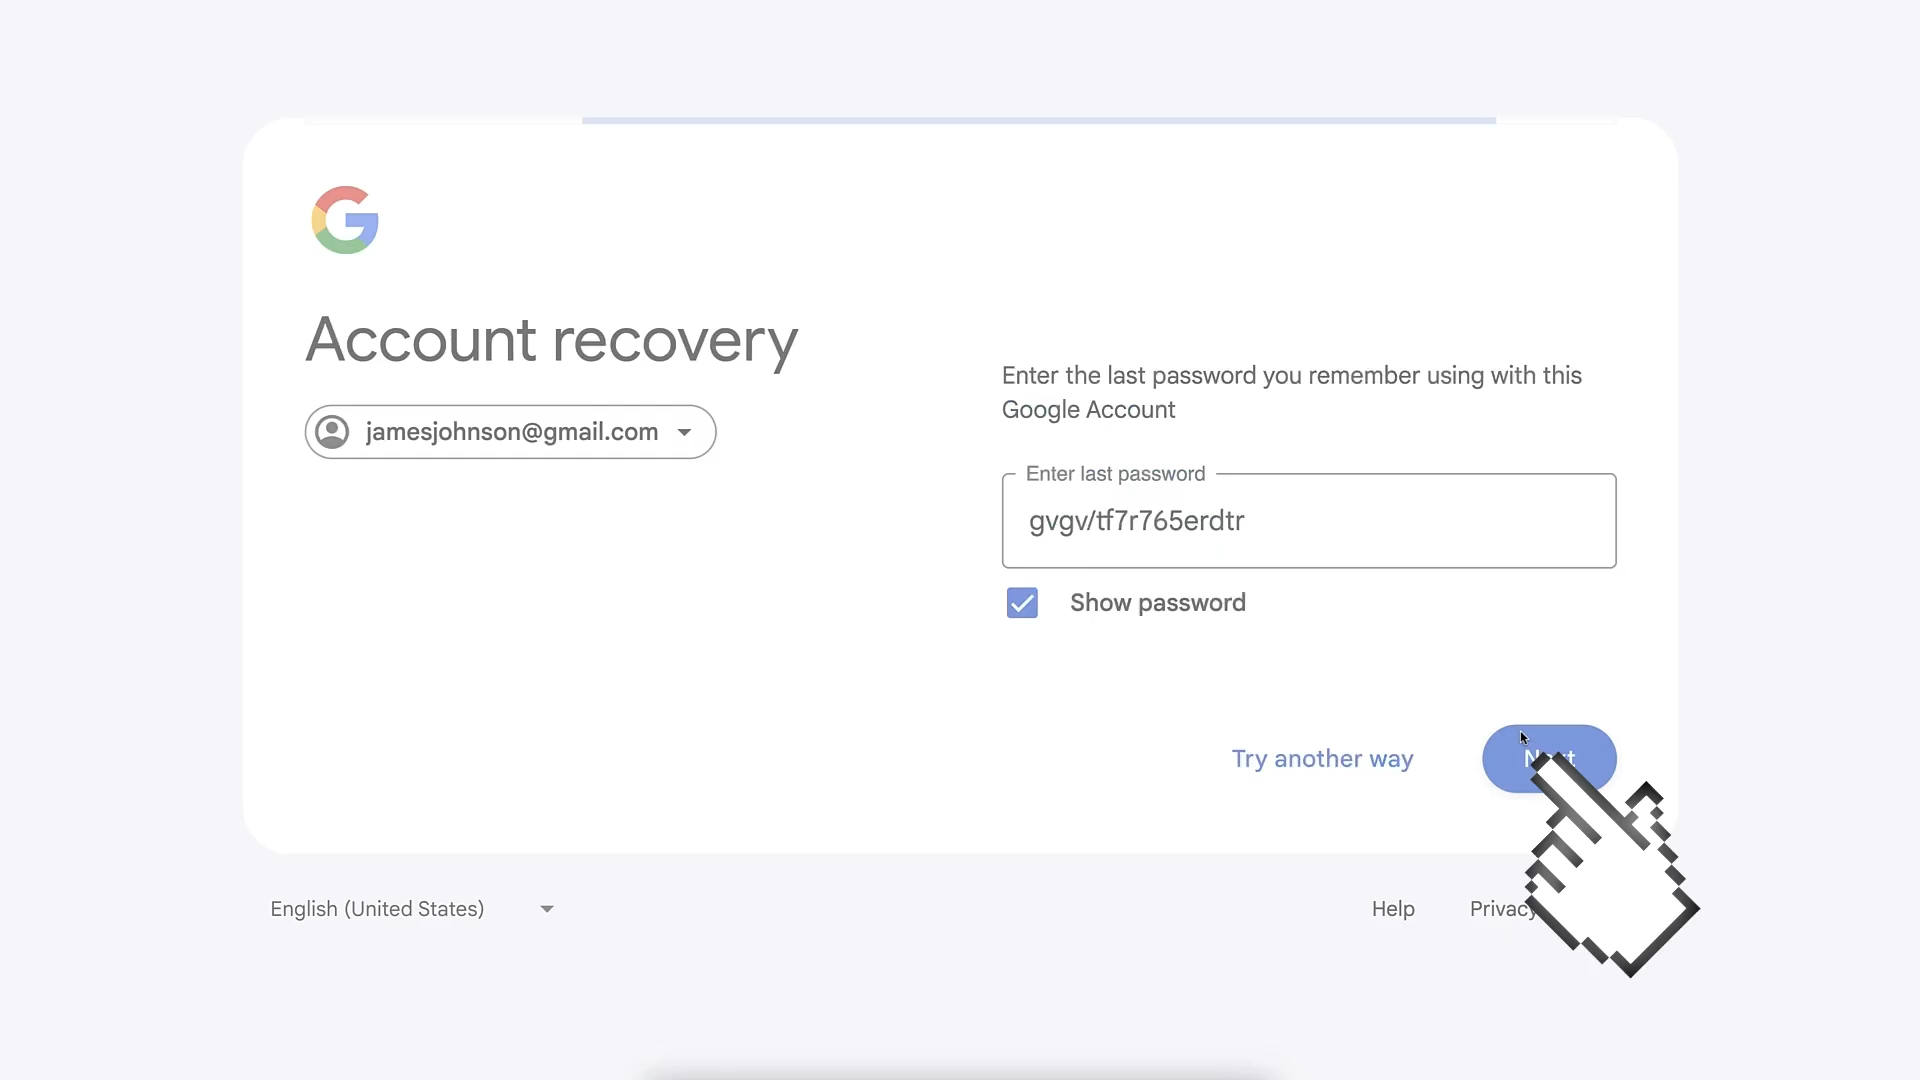 Account recovery
jamesjohnson@gmail.com
Enter the last password you remember using with this
Google Account
Enter last password
gvgv/tf7r765erdtr
Show password
Try another way
English (United States)
Help
Privacy